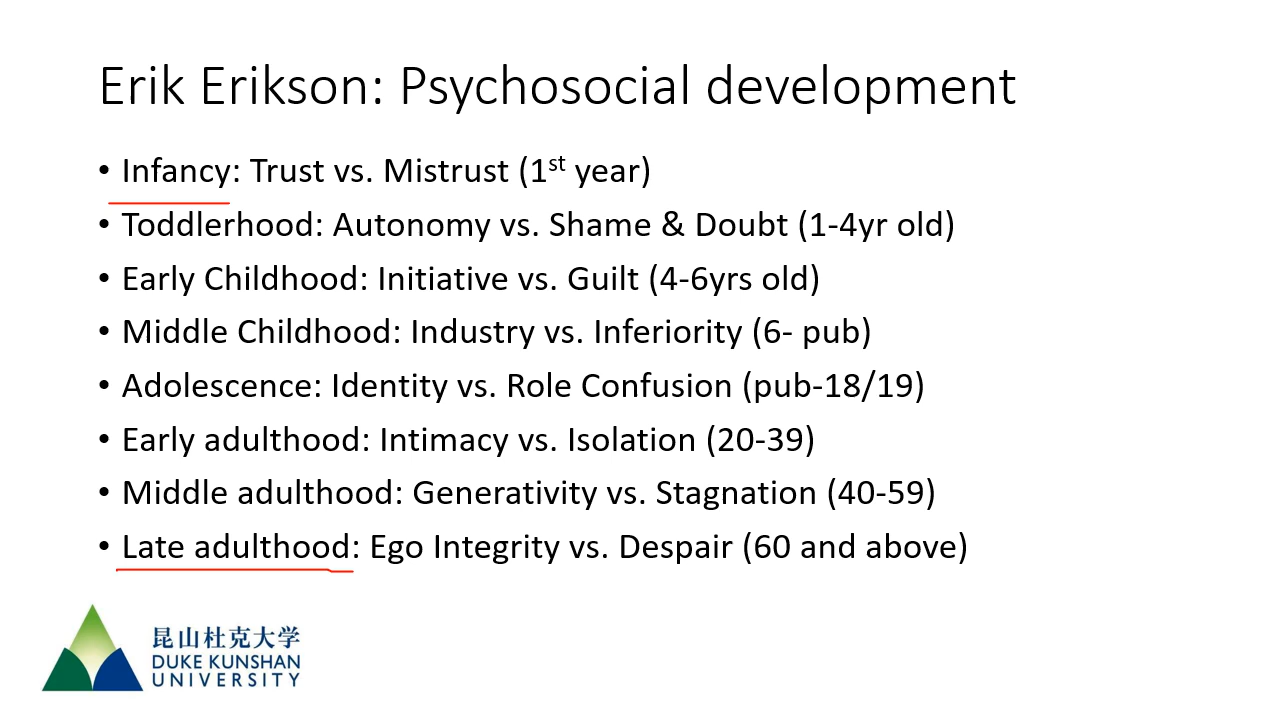 Erik Erikson: Psychosocial development
• Infancy: Trust vs. Mistrust (1st year)
• Toddlerhood: Autonomy vs. Shame & Doubt (1-4yr old)
• Early Childhood: Initiative vs. Guilt (4-6yrs old)
• Middle Childhood: Industry vs. Inferiority (6- pub)
• Adolescence: Identity vs. Role Confusion (pub-18/19)
• Early adulthood: Intimacy vs. Isolation (20-39)
• Middle adulthood: Generativity vs. Stagnation (40-59)
• Late adulthood: Ego Integrity vs. Despair (60 and above)
昆山杜克大学
DUKE KUNSHAN
UNIVERSITY